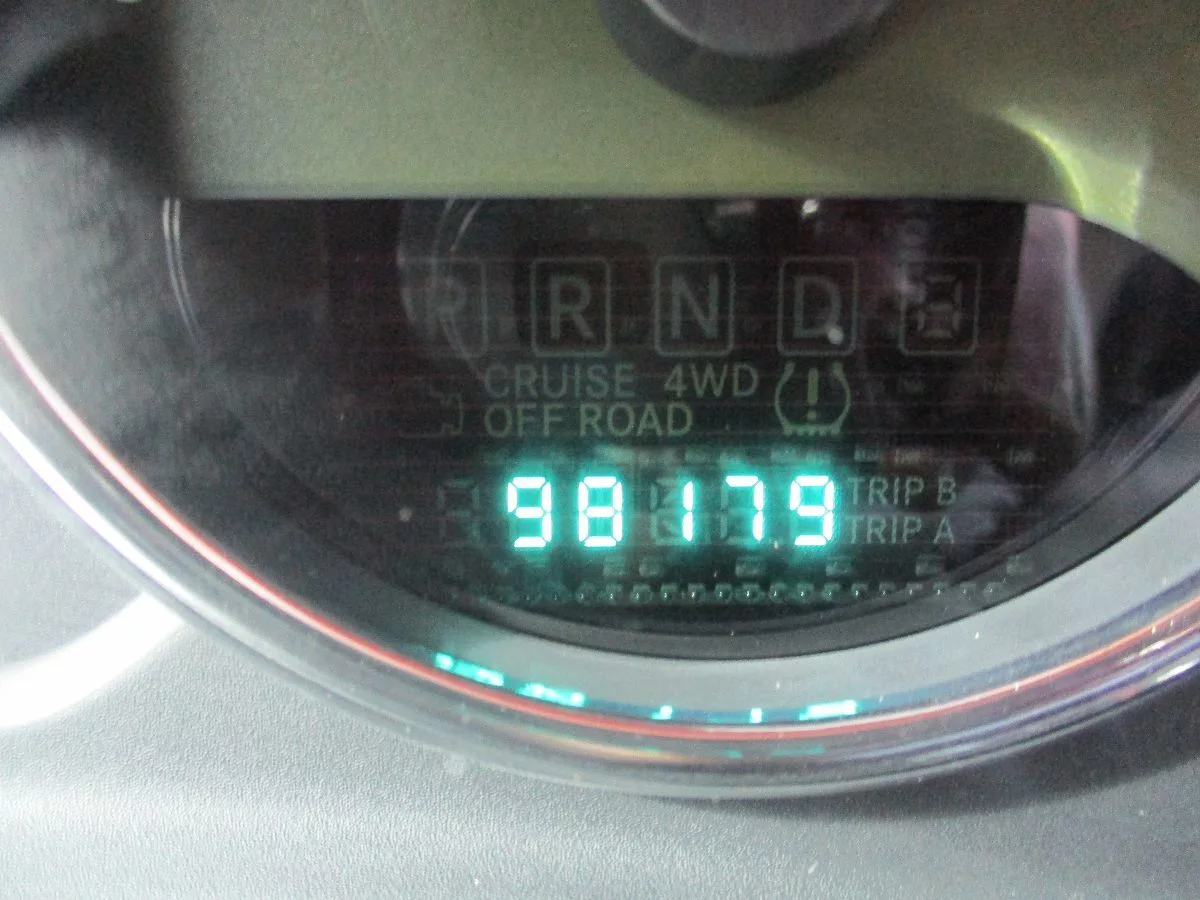 P R N D
CRUISE 4WD
OFF ROAD
98179 TRIP B
TRIP A